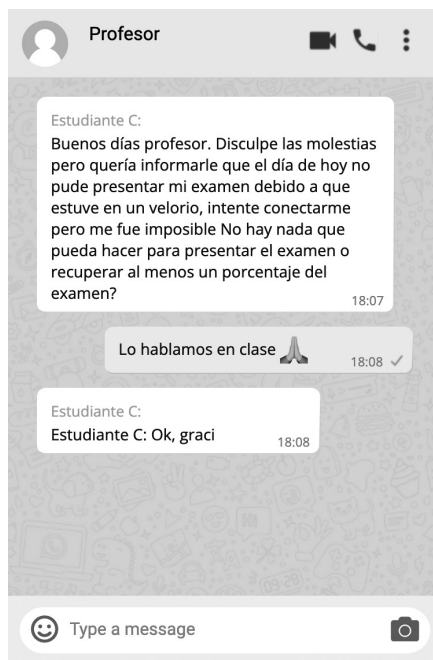 Profesor
Estudiante C:
Buenos días profesor. Disculpe las molestias
pero quería informarle que el día de hoy no
pude presentar mi examen debido a que
estuve en un velorio, intente conectarme
pero me fue imposible No hay nada que
pueda hacer para presentar el examen o
recuperar al menos un porcentaje del
examen?
18:07
Lo hablamos en clase 🙏
18:08
Estudiante C:
Estudiante C: Ok, graci
18:08
Type a message